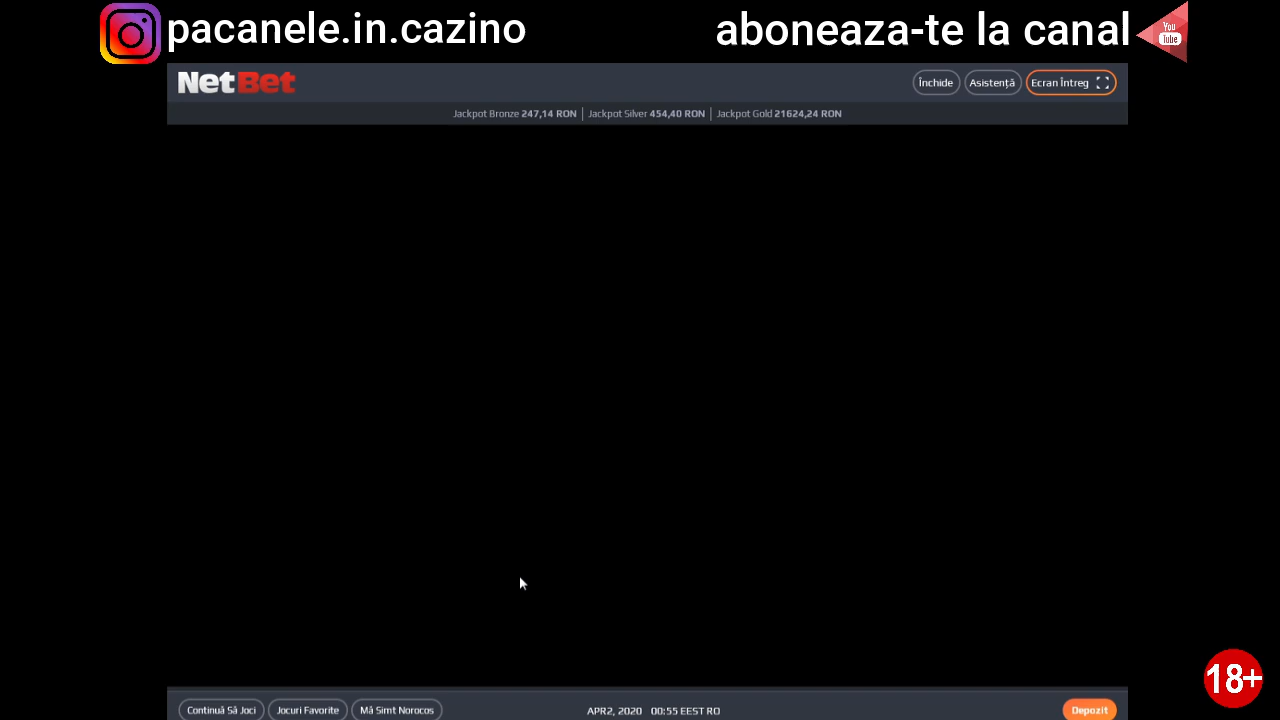 pacanele.in.cazino
aboneaza-te la canal
You
Tube
NetBet
Închide
Asistență
Ecran Întreg
Jackpot Bronze 247,14 RON | Jackpot Silver 454,40 RON | Jackpot Gold 21624,24 RON
18+
Continuă Să Joci
Jocuri Favorite
Mă Simt Norocos
APR2, 2020 00:55 EEST RO
Depozit